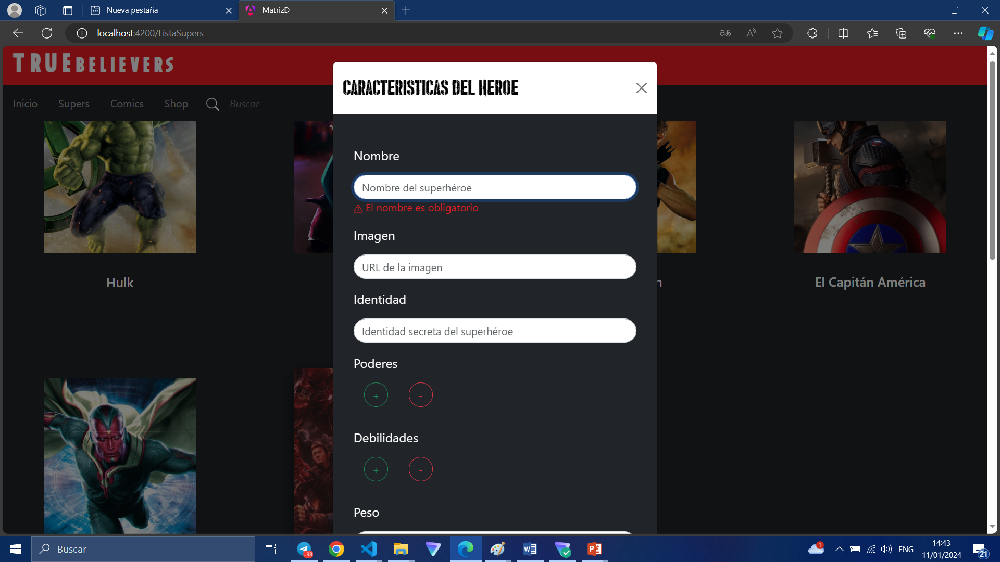 Nueva pestaña
MatrizD
localhost:4200/ListaSupers
TRUE BELIEVERS
Inicio
Supers
Comics
Shop
Buscar
CARACTERISTICAS DEL HEROE
Nombre
Nombre del superhéroe
El nombre es obligatorio
Imagen
URL de la imagen
Identidad
Identidad secreta del superhéroe
Poderes
+
-
Debilidades
+
-
Peso
Hulk
n
El Capitán América
Buscar
.98
1
ENG
14:43
11/01/2024
21